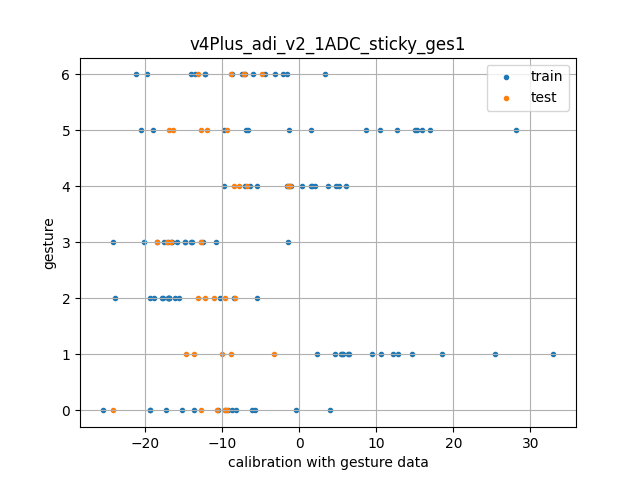 v4Plus_adi_v2_1ADC_sticky_ges1
train
test
gesture
6
5
4
3
2
1
0
−20
−10
0
10
20
30
calibration with gesture data